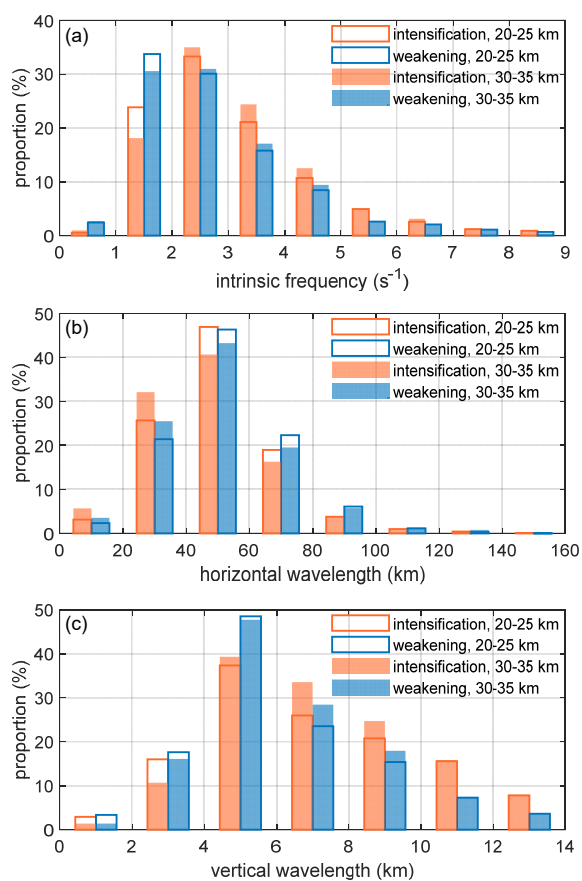 (a)
intensification, 20-25 km
weakening, 20-25 km
intensification, 30-35 km
weakening, 30-35 km
proportion (%)
40
30
20
10
0
0 1 2 3 4 5 6 7 8 9
intrinsic frequency (s⁻¹)
(b)
intensification, 20-25 km
weakening, 20-25 km
intensification, 30-35 km
weakening, 30-35 km
proportion (%)
50
40
30
20
10
0
0 20 40 60 80 100 120 140 160
horizontal wavelength (km)
(c)
intensification, 20-25 km
weakening, 20-25 km
intensification, 30-35 km
weakening, 30-35 km
proportion (%)
50
40
30
20
10
0
0 2 4 6 8 10 12 14
vertical wavelength (km)